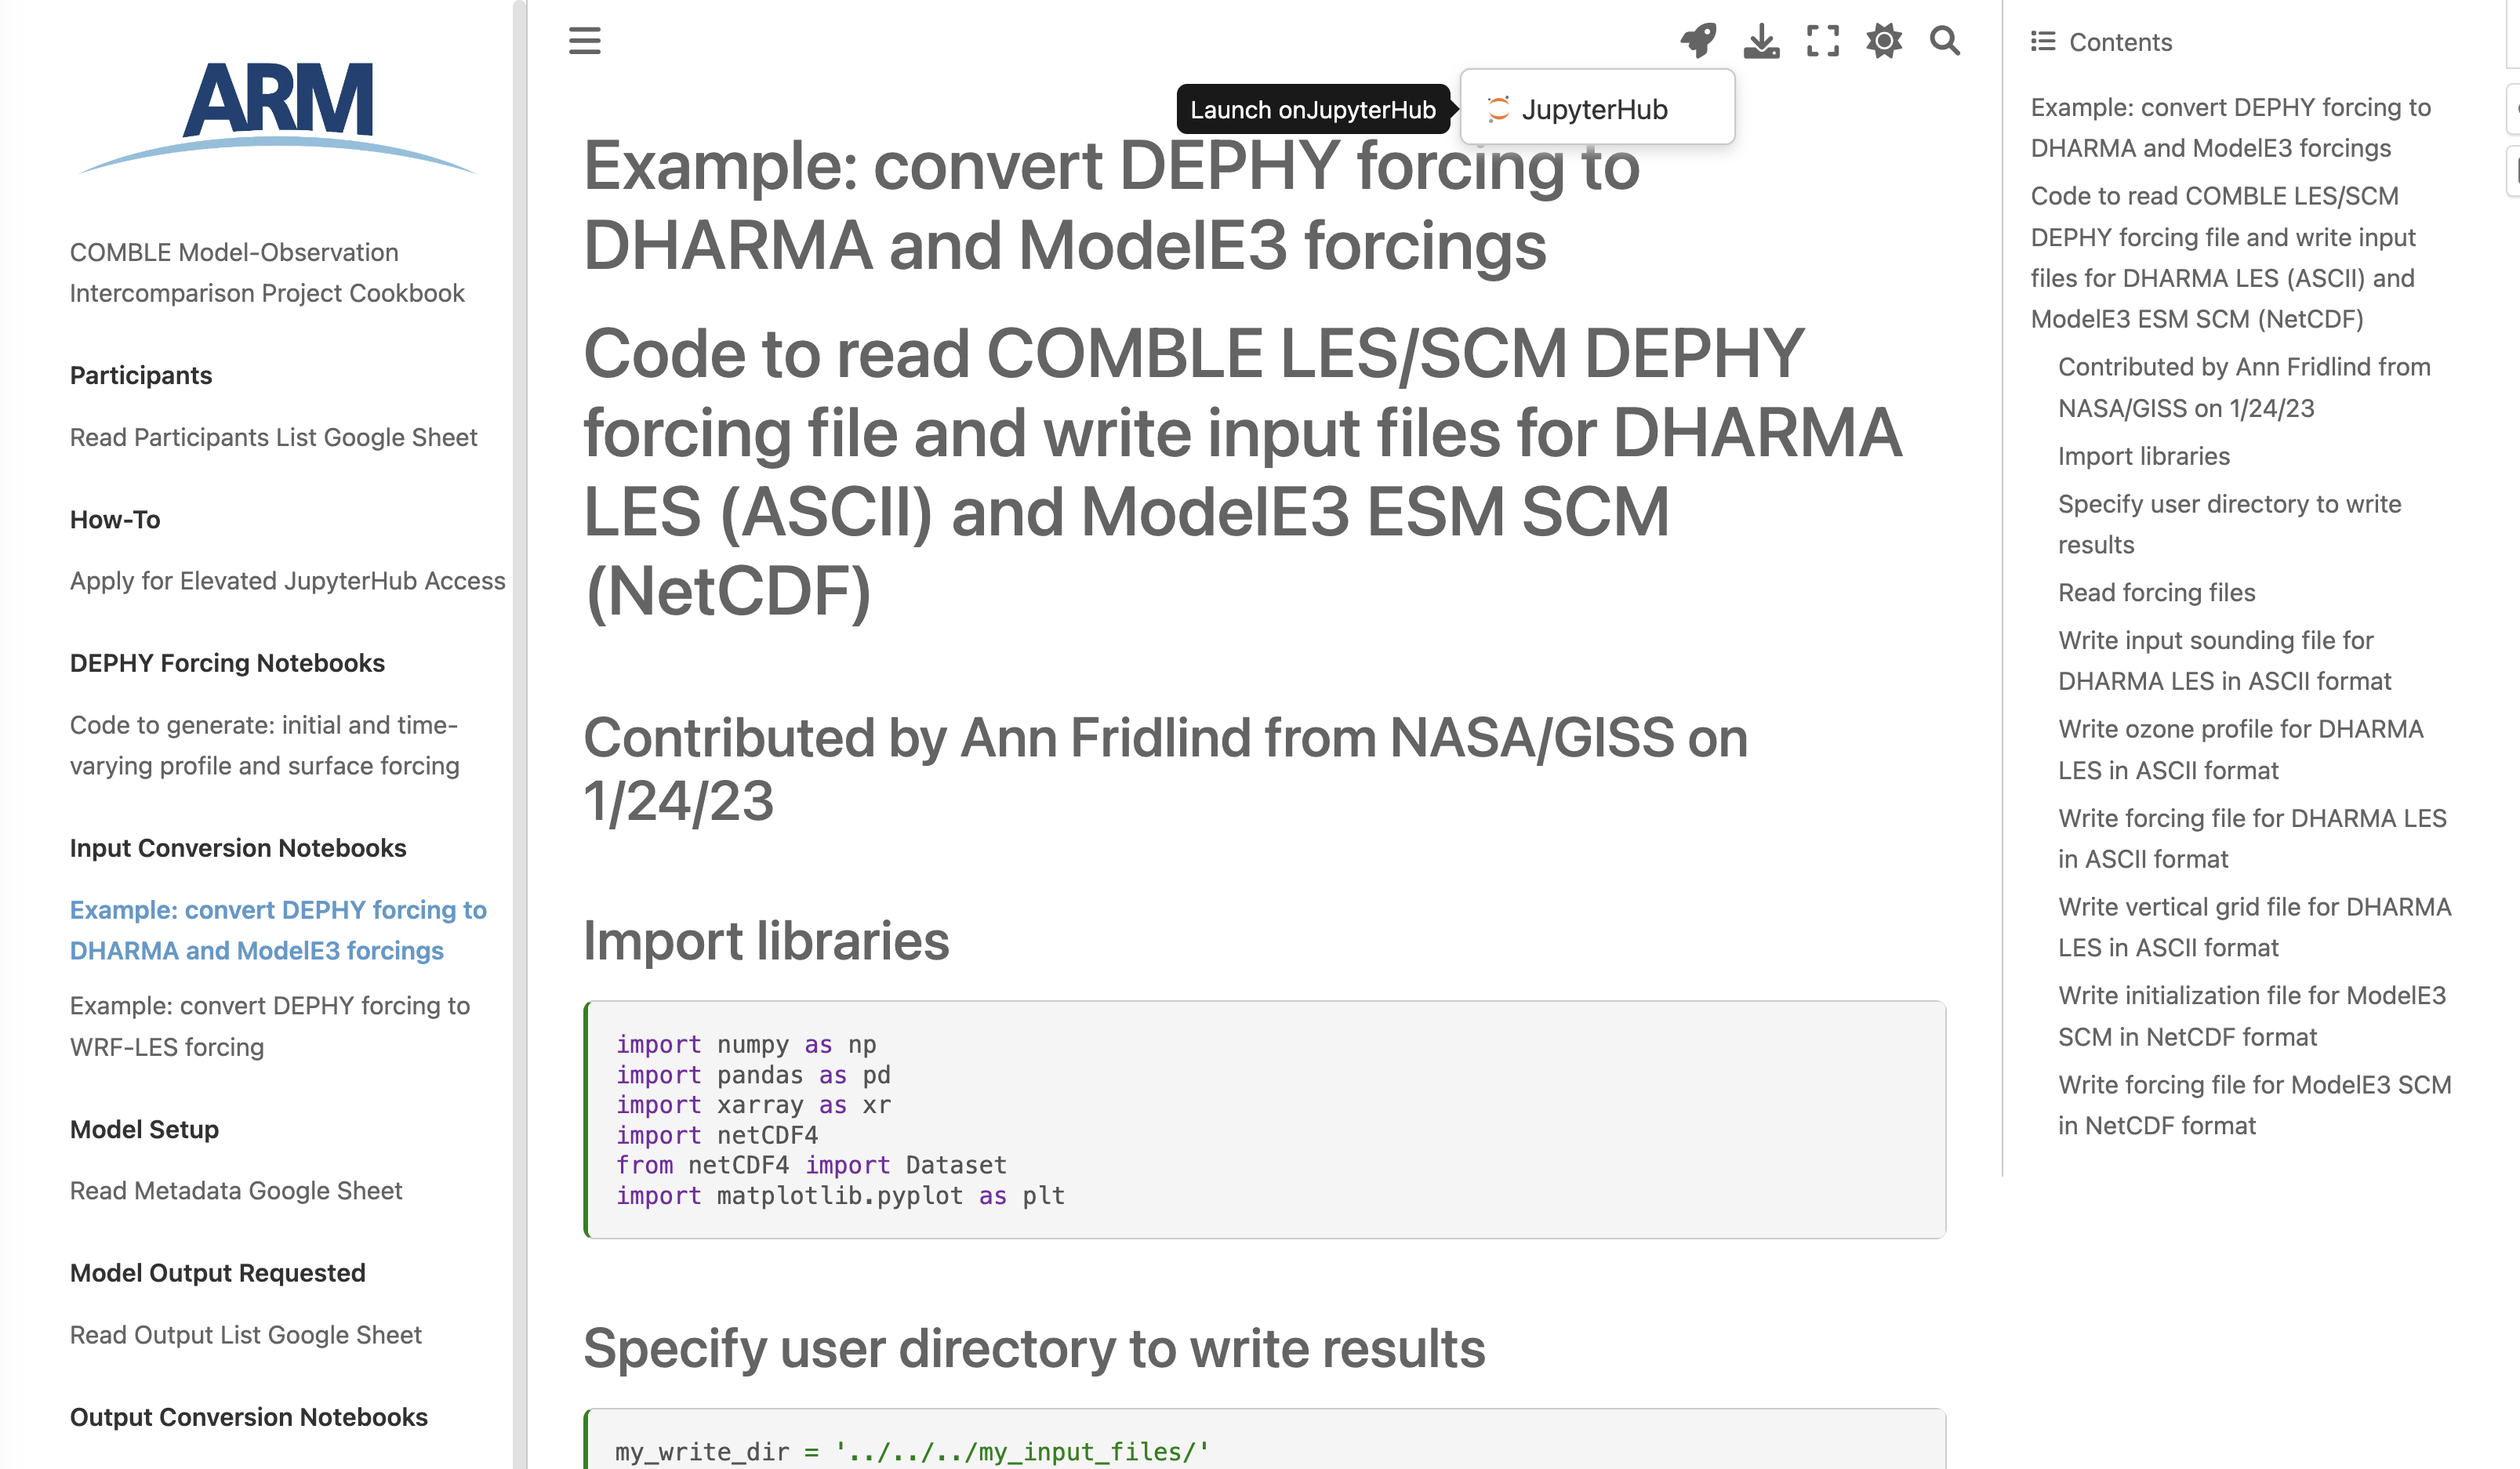 ARM
COMBLE Model-Observation
Intercomparison Project Cookbook
Participants
Read Participants List Google Sheet
How-To
Apply for Elevated JupyterHub Access
DEPHY Forcing Notebooks
Code to generate: initial and time-
varying profile and surface forcing
Input Conversion Notebooks
Example: convert DEPHY forcing to
DHARMA and ModelE3 forcings
Example: convert DEPHY forcing to
WRF-LES forcing
Model Setup
Read Metadata Google Sheet
Model Output Requested
Read Output List Google Sheet
Output Conversion Notebooks
Launch onJupyterHub
JupyterHub
Example: convert DEPHY forcing to
DHARMA and ModelE3 forcings
Code to read COMBLE LES/SCM DEPHY
forcing file and write input files for DHARMA
LES (ASCII) and ModelE3 ESM SCM
(NetCDF)
Contributed by Ann Fridlind from NASA/GISS on
1/24/23
Import libraries
import numpy as np
import pandas as pd
import xarray as xr
import netCDF4
from netCDF4 import Dataset
import matplotlib.pyplot as plt
Specify user directory to write results
my_write_dir = '../../../my_input_files/'
Contents
Example: convert DEPHY forcing to
DHARMA and ModelE3 forcings
Code to read COMBLE LES/SCM
DEPHY forcing file and write input
files for DHARMA LES (ASCII) and
ModelE3 ESM SCM (NetCDF)
Contributed by Ann Fridlind from
NASA/GISS on 1/24/23
Import libraries
Specify user directory to write
results
Read forcing files
Write input sounding file for
DHARMA LES in ASCII format
Write ozone profile for DHARMA
LES in ASCII format
Write forcing file for DHARMA LES
in ASCII format
Write vertical grid file for DHARMA
LES in ASCII format
Write initialization file for ModelE3
SCM in NetCDF format
Write forcing file for ModelE3 SCM
in NetCDF format